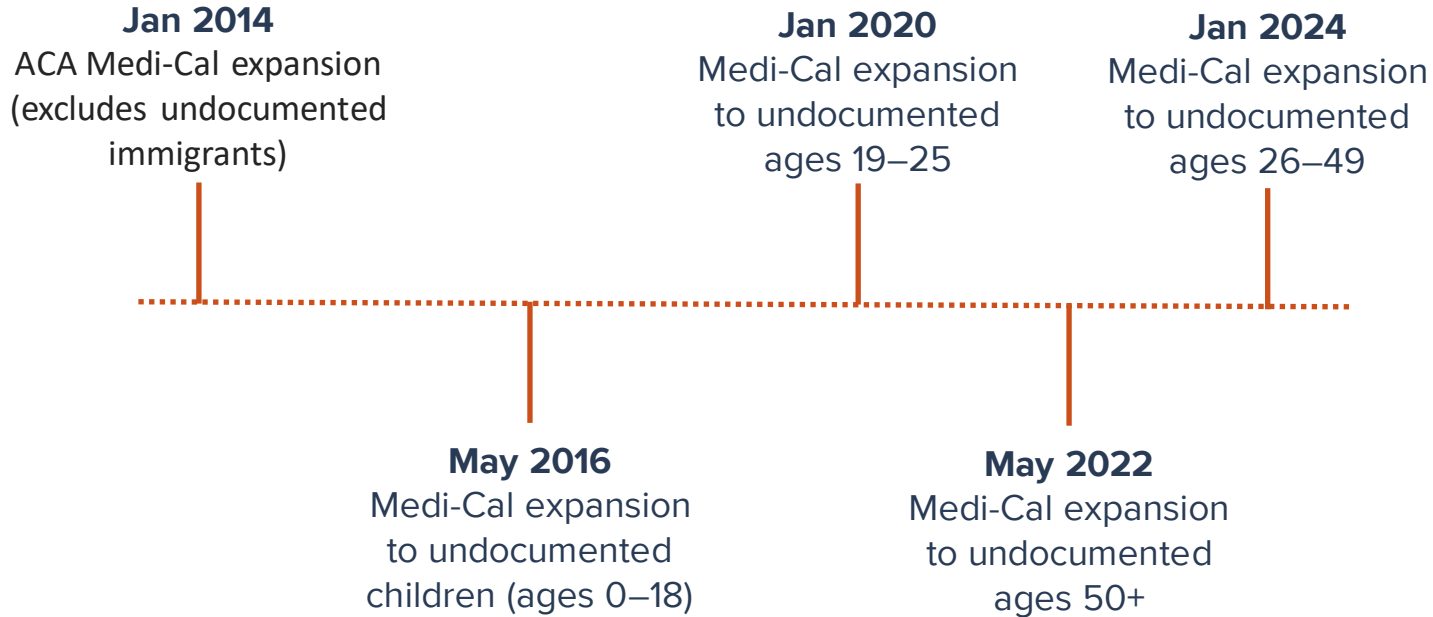 Jan 2014
ACA Medi-Cal expansion
(excludes undocumented
immigrants)
May 2016
Medi-Cal expansion
to undocumented
children (ages 0–18)
Jan 2020
Medi-Cal expansion
to undocumented
ages 19–25
May 2022
Medi-Cal expansion
to undocumented
ages 50+
Jan 2024
Medi-Cal expansion
to undocumented
ages 26–49